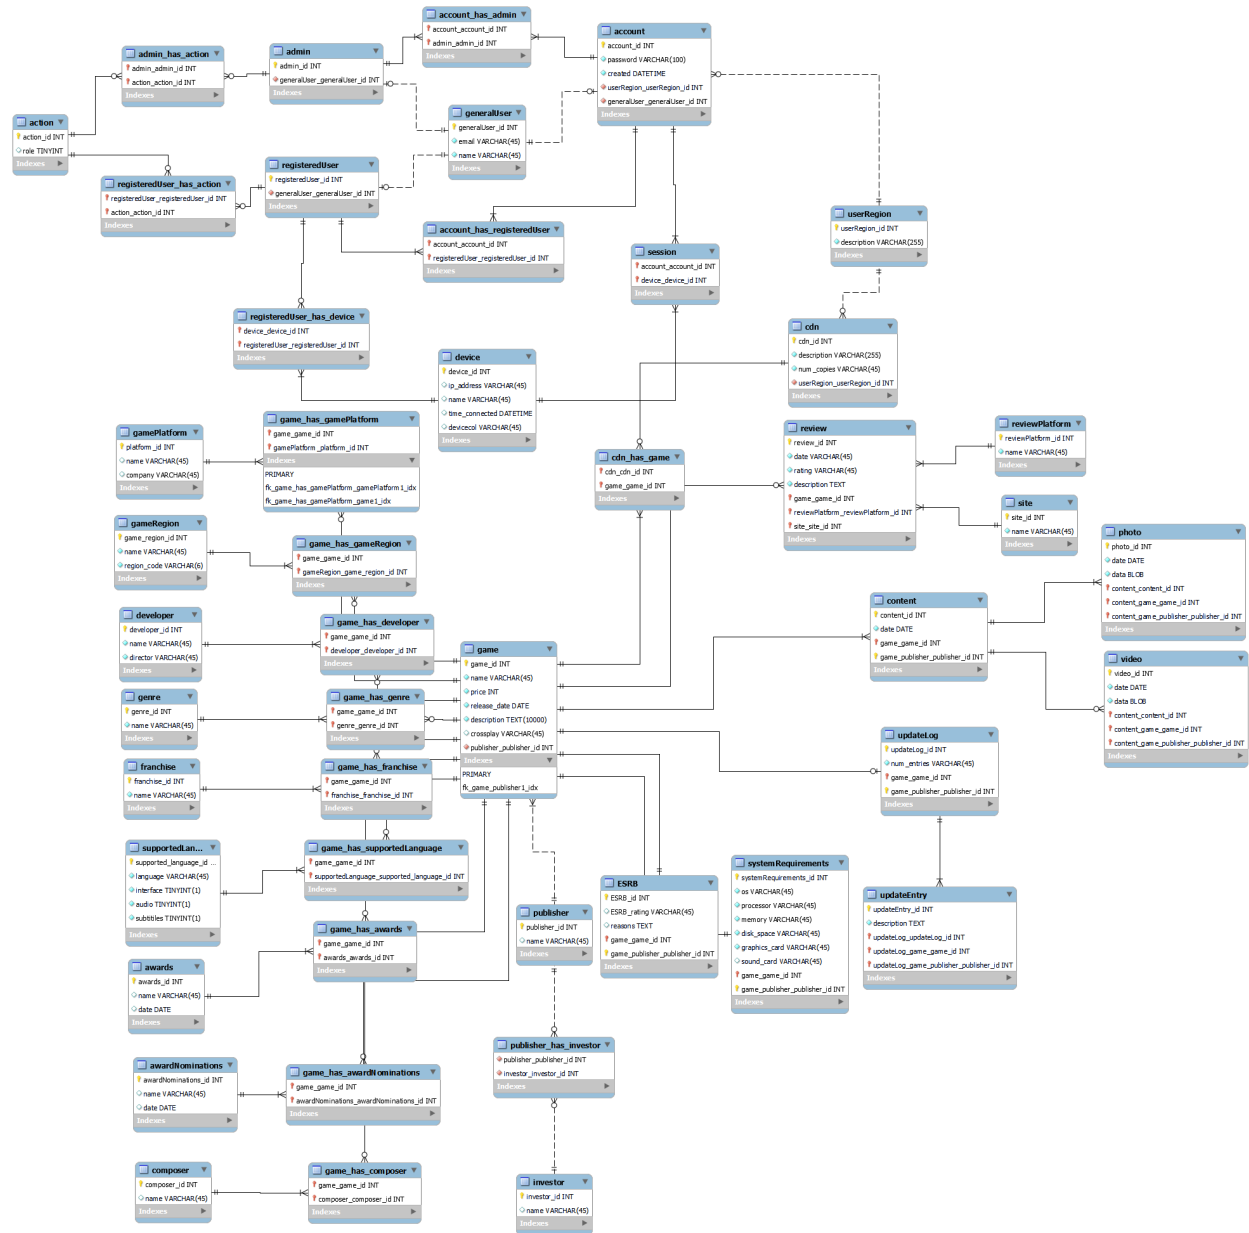 account_has_admin
account_account_id INT
admin_admin_id INT
Indexes
account
account_id INT
password VARCHAR(100)
created DATETIME
userRegion_userRegion_id INT
generalUser_generalUser_id INT
Indexes
admin_has_action
admin_admin_id INT
action_action_id INT
Indexes
admin
admin_id INT
generalUser_generalUser_id INT
Indexes
generalUser
generalUser_id INT
email VARCHAR(45)
name VARCHAR(45)
Indexes
action
action_id INT
role TINYINT
Indexes
registeredUser_has_action
registeredUser_registeredUser_id INT
action_action_id INT
Indexes
registeredUser
registeredUser_id INT
generalUser_generalUser_id INT
Indexes
account_has_registeredUser
account_account_id INT
registeredUser_registeredUser_id INT
Indexes
session
account_account_id INT
device_device_id INT
Indexes
userRegion
userRegion_id INT
description VARCHAR(255)
Indexes
registeredUser_has_device
device_device_id INT
registeredUser_registeredUser_id INT
Indexes
device
device_id INT
ip_address VARCHAR(45)
name VARCHAR(45)
time_connected DATETIME
devicecol VARCHAR(45)
Indexes
cdn
cdn_id INT
description VARCHAR(255)
num_copies VARCHAR(45)
userRegion_userRegion_id INT
Indexes
gamePlatform
platform_id INT
name VARCHAR(45)
company VARCHAR(45)
Indexes
game_has_gamePlatform
game_game_id INT
gamePlatform_platform_id INT
Indexes
PRIMARY
fk_game_has_gamePlatform_gamePlatform1_idx
fk_game_has_gamePlatform_game1_idx
cdn_has_game
cdn_cdn_id INT
game_game_id INT
Indexes
review
review_id INT
date VARCHAR(45)
rating VARCHAR(45)
description TEXT
game_game_id INT
reviewPlatform_reviewPlatform_id INT
site_site_id INT
Indexes
reviewPlatform
reviewPlatform_id INT
name VARCHAR(45)
Indexes
site
site_id INT
name VARCHAR(45)
Indexes
gameRegion
game_region_id INT
name VARCHAR(45)
region_code VARCHAR(6)
Indexes
game_has_gameRegion
game_game_id INT
gameRegion_game_region_id INT
Indexes
photo
photo_id INT
date DATE
data BLOB
content_content_id INT
content_game_game_id INT
content_game_publisher_publisher_id INT
Indexes
content
content_id INT
date DATE
game_game_id INT
game_publisher_publisher_id INT
Indexes
video
video_id INT
date DATE
data BLOB
content_content_id INT
content_game_game_id INT
content_game_publisher_publisher_id INT
Indexes
developer
developer_id INT
name VARCHAR(45)
director VARCHAR(45)
Indexes
game_has_developer
game_game_id INT
developer_developer_id INT
Indexes
game
game_id INT
name VARCHAR(45)
price INT
release_date DATE
description TEXT(10000)
crossplay VARCHAR(45)
publisher_publisher_id INT
Indexes
PRIMARY
fk_game_publisher1_idx
genre
genre_id INT
name VARCHAR(45)
Indexes
game_has_genre
game_game_id INT
genre_genre_id INT
Indexes
updateLog
updateLog_id INT
num_entries VARCHAR(45)
game_game_id INT
game_publisher_publisher_id INT
Indexes
franchise
franchise_id INT
name VARCHAR(45)
Indexes
game_has_franchise
game_game_id INT
franchise_franchise_id INT
Indexes
supportedLan...
supported_language_id ...
language VARCHAR(45)
interface TINYINT(1)
audio TINYINT(1)
subtitles TINYINT(1)
Indexes
game_has_supportedLanguage
game_game_id INT
supportedLanguage_supported_language_id INT
Indexes
systemRequirements
systemRequirements_id INT
os VARCHAR(45)
processor VARCHAR(45)
memory VARCHAR(45)
disk_space VARCHAR(45)
graphics_card VARCHAR(45)
sound_card VARCHAR(45)
game_game_id INT
game_publisher_publisher_id INT
Indexes
ESRB
ESRB_id INT
ESRB_rating VARCHAR(45)
reasons TEXT
game_game_id INT
game_publisher_publisher_id INT
Indexes
updateEntry
updateEntry_id INT
description TEXT
updateLog_updateLog_id INT
updateLog_game_game_id INT
updateLog_game_publisher_publisher_id INT
Indexes
publisher
publisher_id INT
name VARCHAR(45)
Indexes
game_has_awards
game_game_id INT
awards_awards_id INT
Indexes
awards
awards_id INT
name VARCHAR(45)
date DATE
Indexes
publisher_has_investor
publisher_publisher_id INT
investor_investor_id INT
Indexes
awardNominations
awardNominations_id INT
name VARCHAR(45)
date DATE
Indexes
game_has_awardNominations
game_game_id INT
awardNominations_awardNominations_id INT
Indexes
composer
composer_id INT
name VARCHAR(45)
Indexes
game_has_composer
game_game_id INT
composer_composer_id INT
Indexes
investor
investor_id INT
name VARCHAR(45)
Indexes